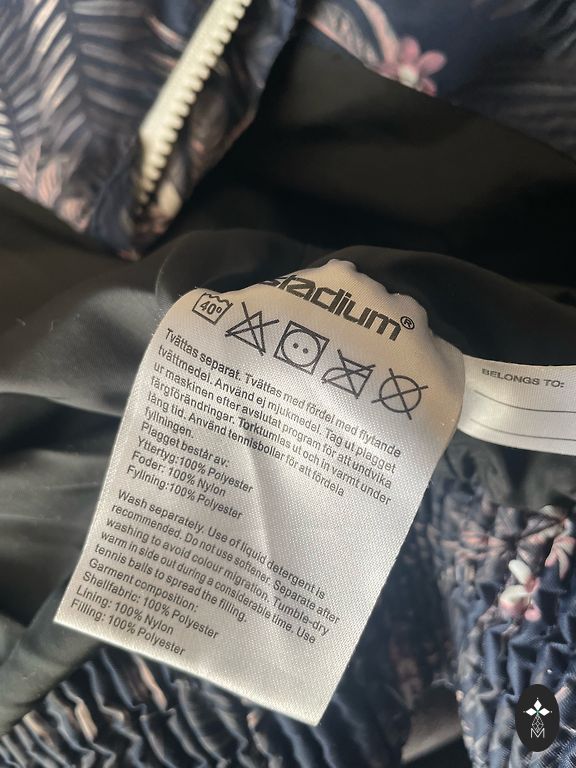 Stadium®
40°
BELONGS TO:
Tvättas separat. Tvättas med fördel med flytande
tvättmedel. Använd ej mjukmedel. Tag ut plagget
ur maskinen efter avslutat program för att undvika
färgförändringar. Torktumlas ut och in varmt under
lång tid. Använd tennisbollar för att fördela
fyllningen.
Plagget består av:
Yttertyg:100% Polyester
Foder: 100% Nylon
Fyllning:100% Polyester
Wash separately. Use of liquid detergent is
recommended. Do not use softener. Separate after
washing to avoid colour migration. Tumble-dry
warm in side out during a considerable time. Use
tennis balls to spread the filling.
Garment composition:
Shellfabric: 100% Polyester
Lining: 100% Nylon
Filling: 100% Polyester
M